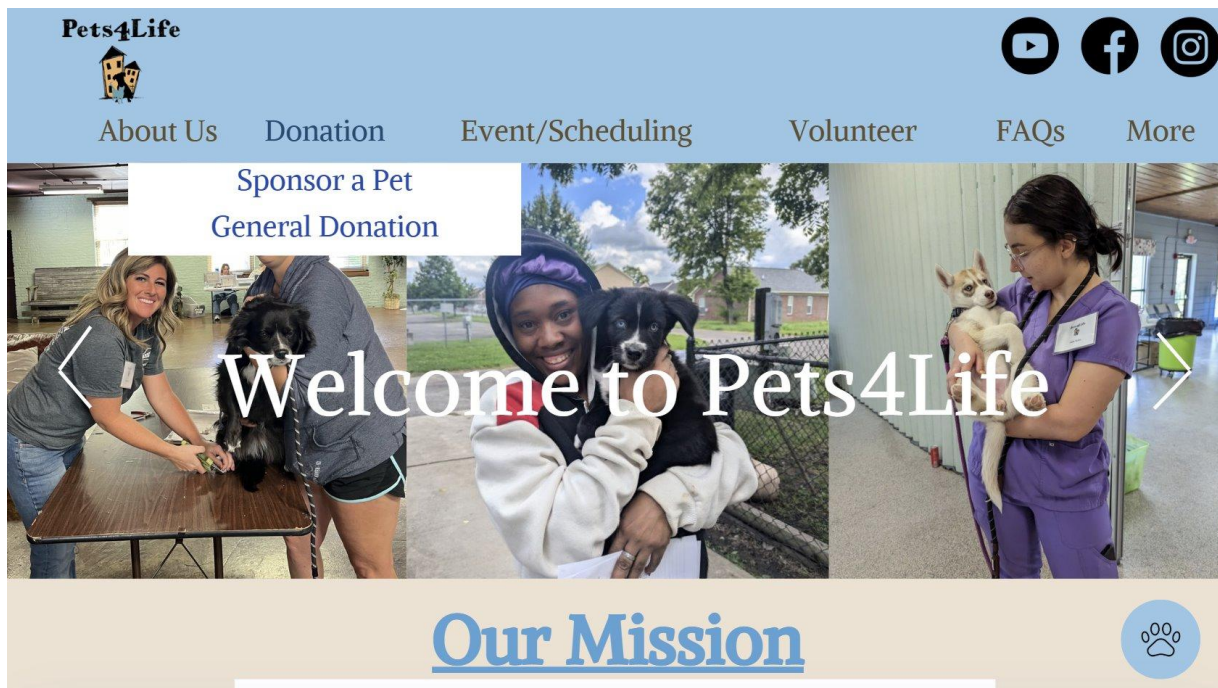 Pets4Life
About Us Donation Event/Scheduling Volunteer FAQs More
Sponsor a Pet
General Donation
Welcome to Pets4Life
Our Mission